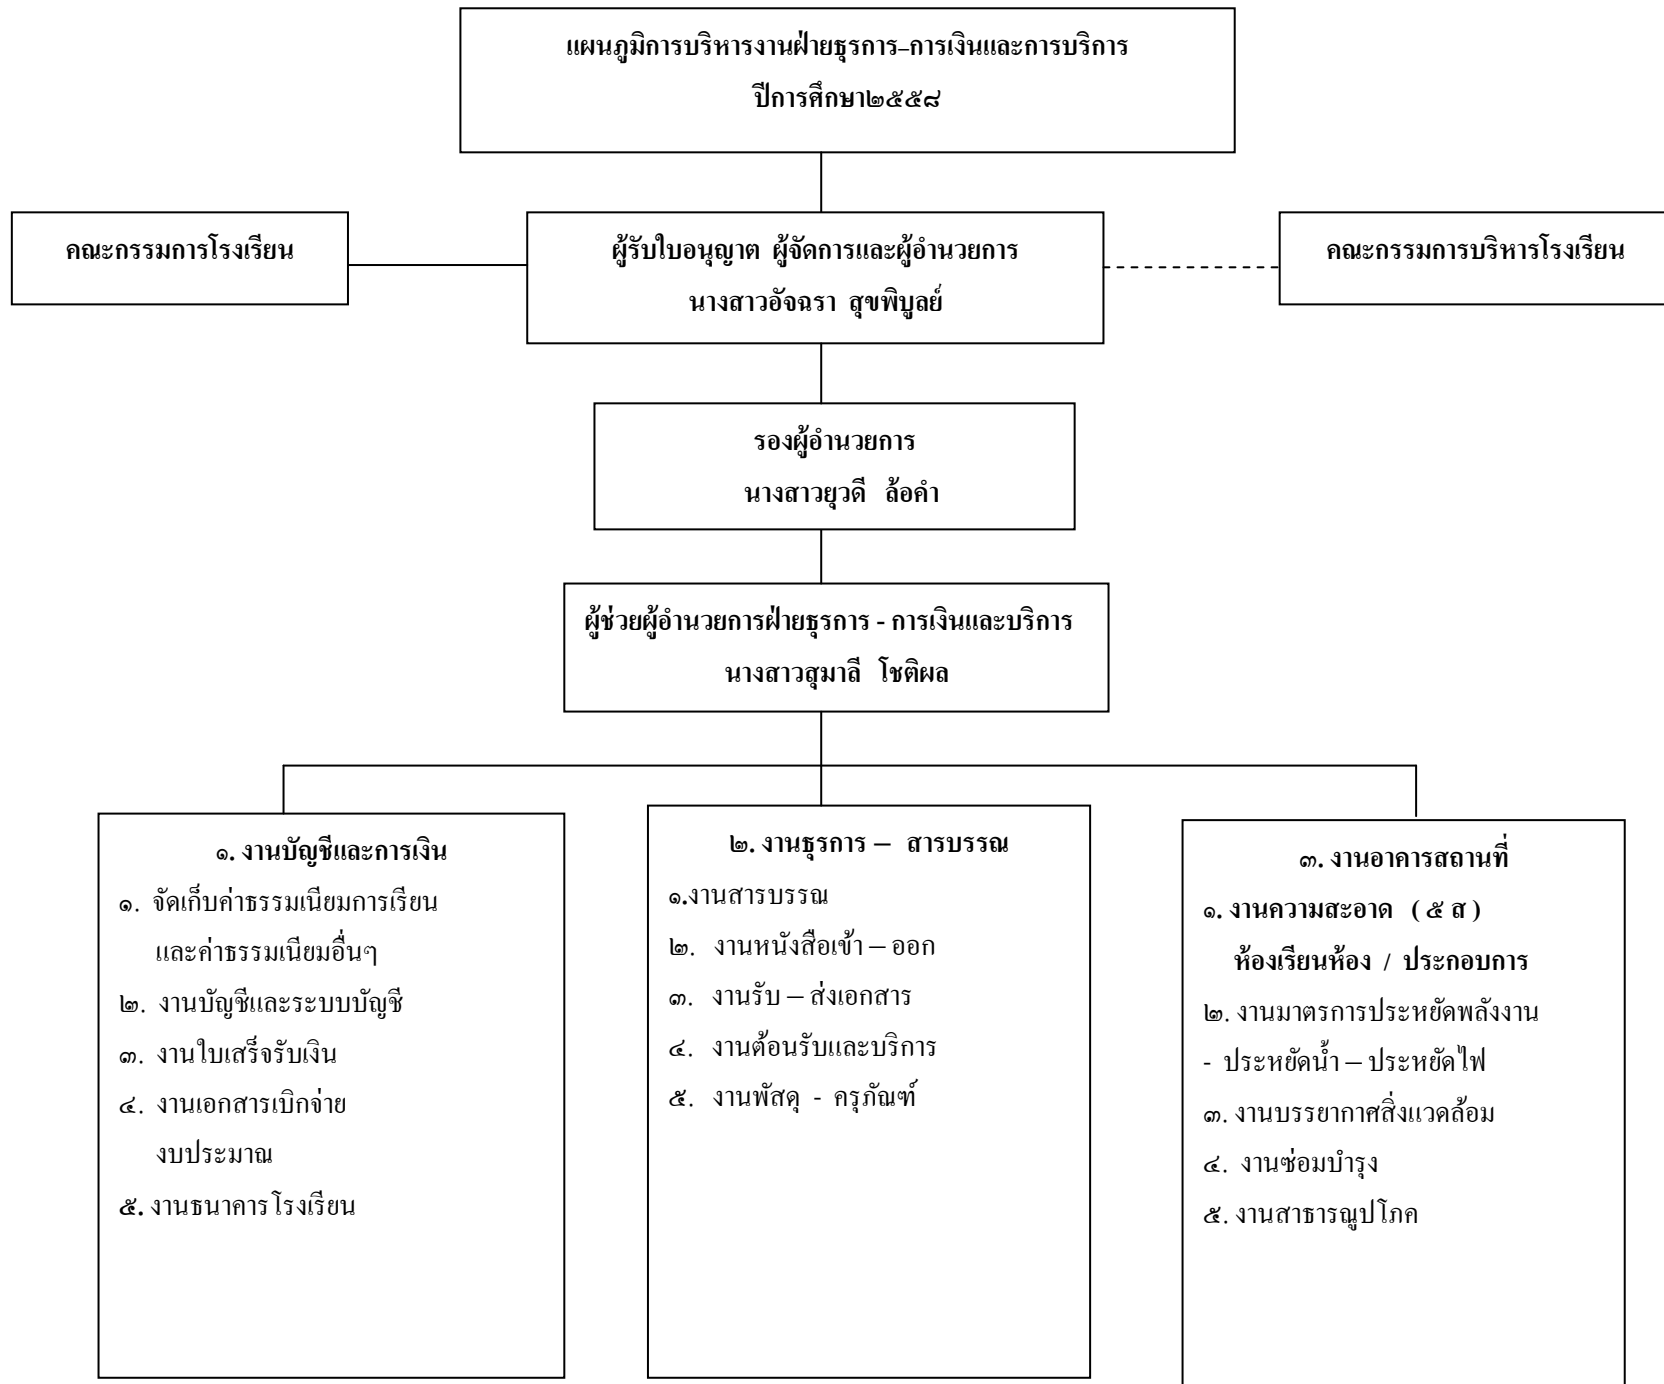 แผนภูมิการบริหารงานฝ่ายธุรการ–การเงินและการบริการ
ปีการศึกษา๒๕๕๘
คณะกรรมการโรงเรียน
ผู้รับใบอนุญาต ผู้จัดการและผู้อำนวยการ
นางสาวอัจฉรา สุขพิบูลย์
คณะกรรมการบริหารโรงเรียน
รองผู้อำนวยการ
นางสาวยุวดี ล้อคำ
ผู้ช่วยผู้อำนวยการฝ่ายธุรการ - การเงินและบริการ
นางสาวสุมาลี โชติผล
๑. งานบัญชีและการเงิน
๑. จัดเก็บค่าธรรมเนียมการเรียน
และค่าธรรมเนียมอื่นๆ
๒. งานบัญชีและระบบบัญชี
๓. งานใบเสร็จรับเงิน
๔. งานเอกสารเบิกจ่าย
งบประมาณ
๕. งานธนาคารโรงเรียน
๒. งานธุรการ – สารบรรณ
๑.งานสารบรรณ
๒. งานหนังสือเข้า – ออก
๓. งานรับ – ส่งเอกสาร
๔. งานต้อนรับและบริการ
๕. งานพัสดุ - ครุภัณฑ์
๓. งานอาคารสถานที่
๑. งานความสะอาด ( ๕ ส )
ห้องเรียนห้อง / ประกอบการ
๒. งานมาตรการประหยัดพลังงาน
- ประหยัดน้ำ – ประหยัดไฟ
๓. งานบรรยากาศสิ่งแวดล้อม
๔. งานซ่อมบำรุง
๕. งานสาธารณูปโภค